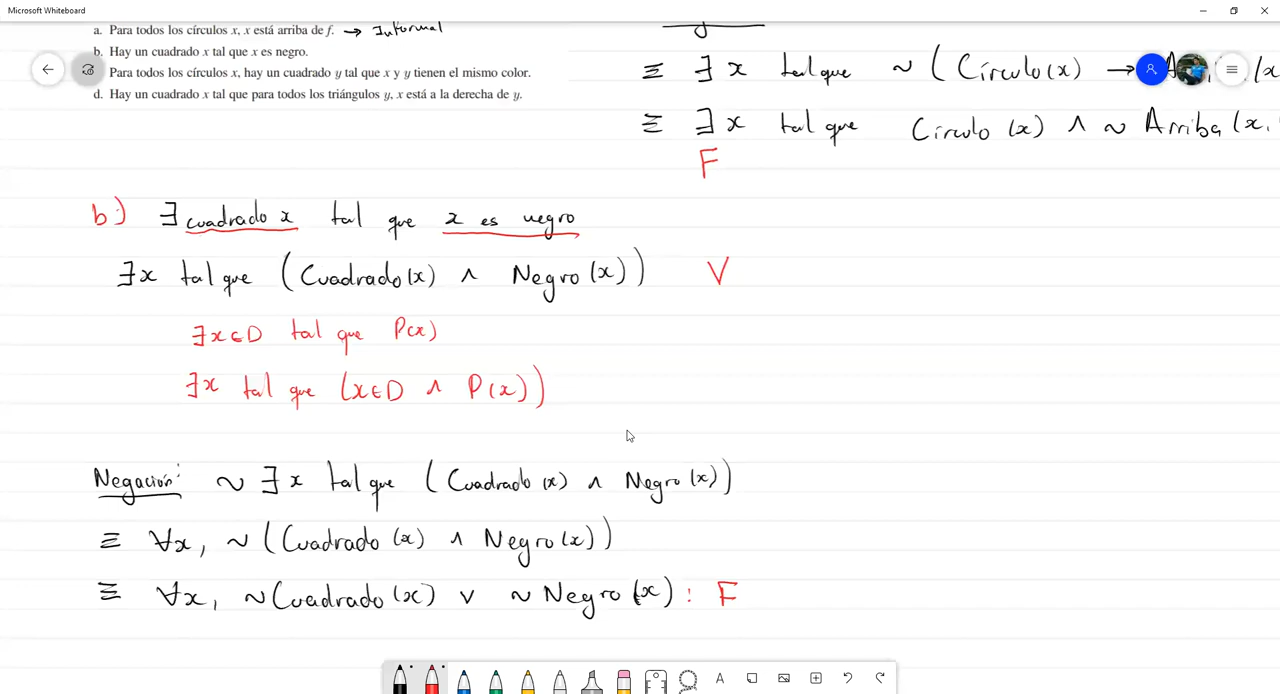 Microsoft Whiteboard
a. Para todos los círculos x, x está arriba de f. → Informal
b. Hay un cuadrado x tal que x es negro.
Para todos los círculos x, hay un cuadrado y tal que x y y tienen el mismo color.
d. Hay un cuadrado x tal que para todos los triángulos y, x está a la derecha de y.
≡ ∃ x tal que ~ (Círculo(x) →
≡ ∃ x tal que Círculo (x) ∧ ~ Arriba (x,
F
b) ∃ cuadrado x tal que x es negro
∃x tal que (Cuadrado(x) ∧ Negro(x)) V
∃x∈D tal que P(x)
∃x tal que (x∈D ∧ P(x))
Negación: ~ ∃ x tal que (Cuadrado(x) ∧ Negro(x))
≡ ∀x, ~ (Cuadrado(x) ∧ Negro(x))
≡ ∀x, ~Cuadrado(x) ∨ ~Negro(x) : F